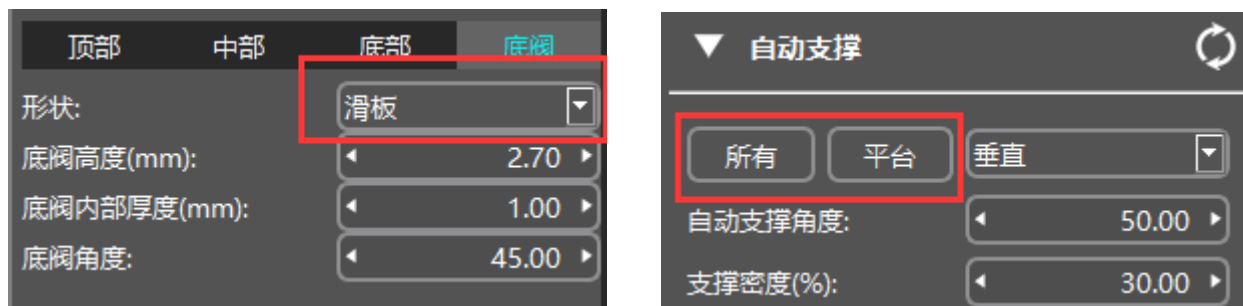 顶部 中部 底部 底阀
形状: 滑板
底阀高度(mm): 2.70
底阀内部厚度(mm): 1.00
底阀角度: 45.00
自动支撑
所有 平台 垂直
自动支撑角度: 50.00
支撑密度(%): 30.00